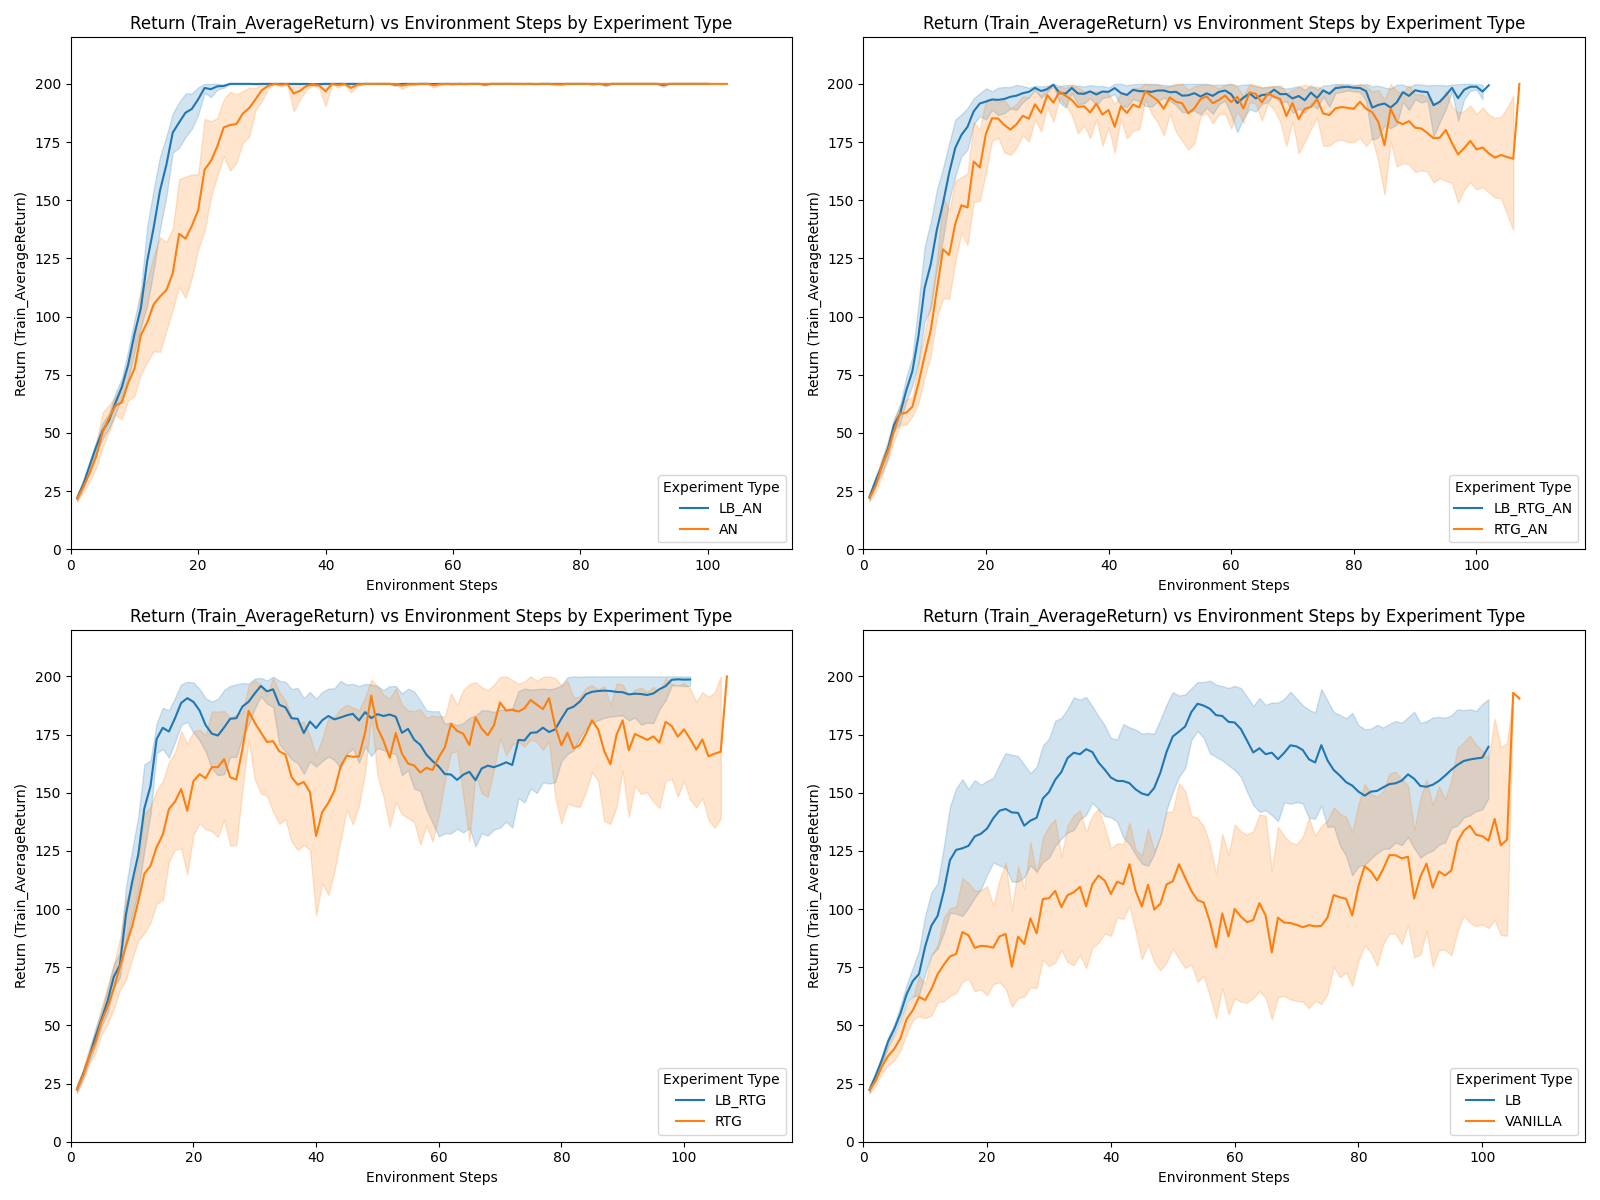 Return (Train_AverageReturn) vs Environment Steps by Experiment Type
Return (Train_AverageReturn)
200
175
150
125
100
75
50
25
0
0 20 40 60 80 100
Environment Steps
Experiment Type
LB_AN
AN
Return (Train_AverageReturn) vs Environment Steps by Experiment Type
Return (Train_AverageReturn)
200
175
150
125
100
75
50
25
0
0 20 40 60 80 100
Environment Steps
Experiment Type
LB_RTG_AN
RTG_AN
Return (Train_AverageReturn) vs Environment Steps by Experiment Type
Return (Train_AverageReturn)
200
175
150
125
100
75
50
25
0
0 20 40 60 80 100
Environment Steps
Experiment Type
LB_RTG
RTG
Return (Train_AverageReturn) vs Environment Steps by Experiment Type
Return (Train_AverageReturn)
200
175
150
125
100
75
50
25
0
0 20 40 60 80 100
Environment Steps
Experiment Type
LB
VANILLA